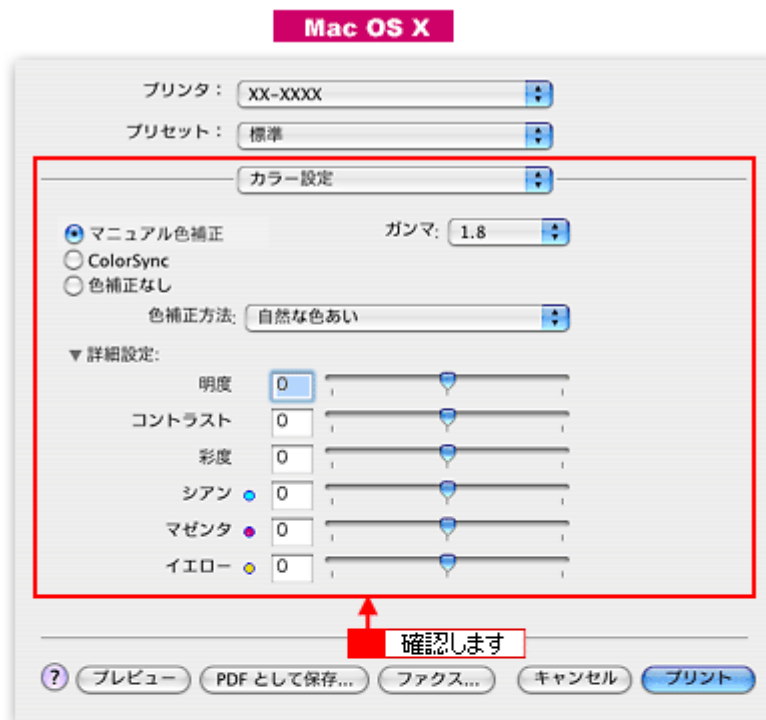 Mac OS X
プリンタ： XX-XXXX
プリセット： 標準
カラー設定
マニュアル色補正 ガンマ: 1.8
ColorSync
色補正なし
色補正方法: 自然な色あい
▼詳細設定:
明度 0
コントラスト 0
彩度 0
シアン 0
マゼンタ 0
イエロー 0
確認します
? プレビュー PDF として保存... ファクス... キャンセル プリント